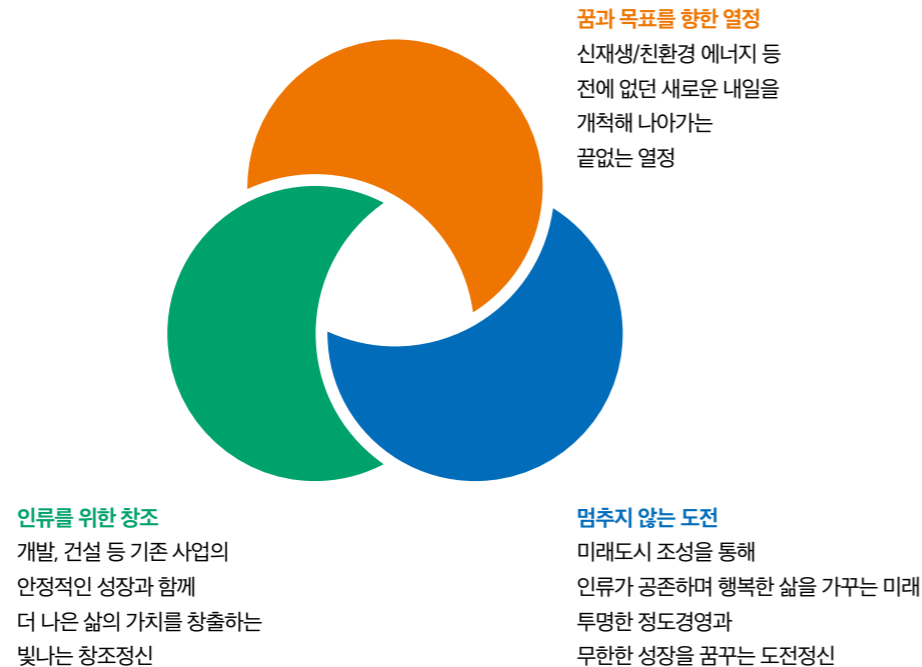 꿈과 목표를 향한 열정
신재생/친환경 에너지 등
전에 없던 새로운 내일을
개척해 나아가는
끝없는 열정
인류를 위한 창조
개발, 건설 등 기존 사업의
안정적인 성장과 함께
더 나은 삶의 가치를 창출하는
빛나는 창조정신
멈추지 않는 도전
미래도시 조성을 통해
인류가 공존하며 행복한 삶을 가꾸는 미래
투명한 정도경영과
무한한 성장을 꿈꾸는 도전정신